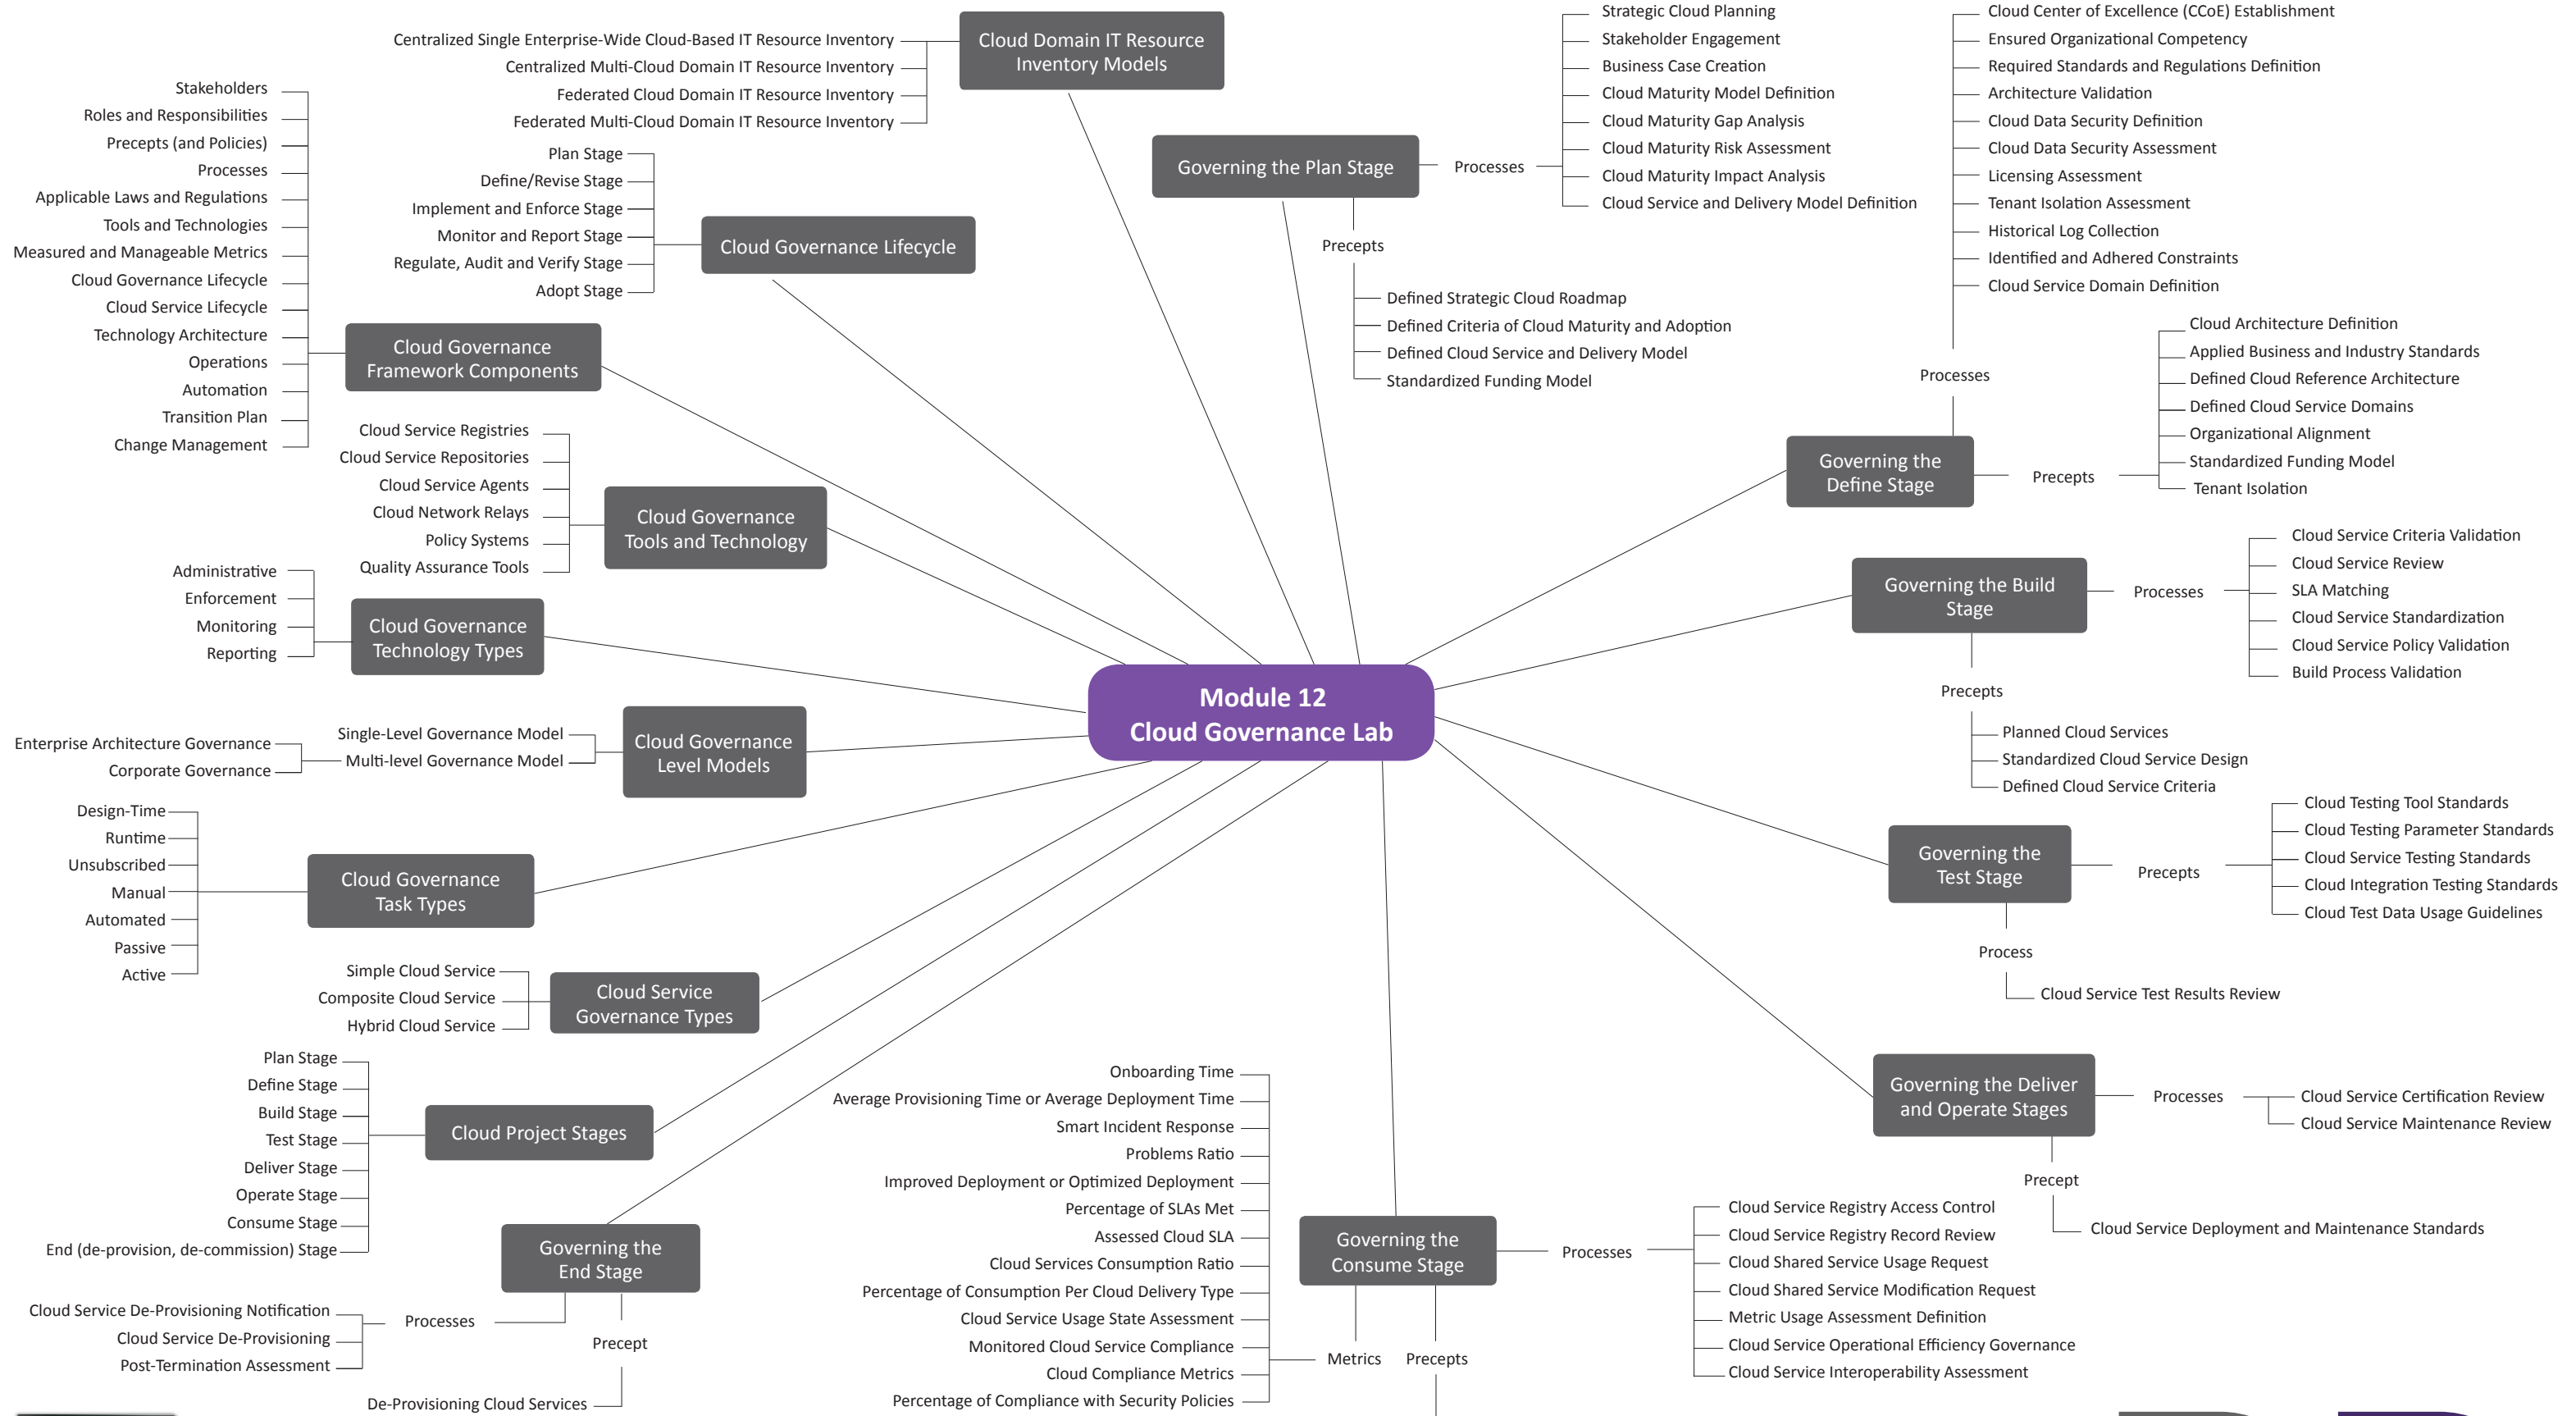 Module 12
Cloud Governance Lab
Cloud Domain IT Resource
Inventory Models
Centralized Single Enterprise-Wide Cloud-Based IT Resource Inventory
Centralized Multi-Cloud Domain IT Resource Inventory
Federated Cloud Domain IT Resource Inventory
Federated Multi-Cloud Domain IT Resource Inventory
Cloud Governance Lifecycle
Plan Stage
Define/Revise Stage
Implement and Enforce Stage
Monitor and Report Stage
Regulate, Audit and Verify Stage
Adopt Stage
Cloud Governance
Framework Components
Stakeholders
Roles and Responsibilities
Precepts (and Policies)
Processes
Applicable Laws and Regulations
Tools and Technologies
Measured and Manageable Metrics
Cloud Governance Lifecycle
Cloud Service Lifecycle
Technology Architecture
Operations
Automation
Transition Plan
Change Management
Cloud Governance
Tools and Technology
Cloud Service Registries
Cloud Service Repositories
Cloud Service Agents
Cloud Network Relays
Policy Systems
Quality Assurance Tools
Cloud Governance
Technology Types
Administrative
Enforcement
Monitoring
Reporting
Cloud Governance
Level Models
Single-Level Governance Model
Multi-level Governance Model
Enterprise Architecture Governance
Corporate Governance
Cloud Governance
Task Types
Design-Time
Runtime
Unsubscribed
Manual
Automated
Passive
Active
Cloud Service
Governance Types
Simple Cloud Service
Composite Cloud Service
Hybrid Cloud Service
Cloud Project Stages
Plan Stage
Define Stage
Build Stage
Test Stage
Deliver Stage
Operate Stage
Consume Stage
End (de-provision, de-commission) Stage
Governing the
End Stage
Processes
Cloud Service De-Provisioning Notification
Cloud Service De-Provisioning
Post-Termination Assessment
Precept
De-Provisioning Cloud Services
Governing the Plan Stage
Processes
Strategic Cloud Planning
Stakeholder Engagement
Business Case Creation
Cloud Maturity Model Definition
Cloud Maturity Gap Analysis
Cloud Maturity Risk Assessment
Cloud Maturity Impact Analysis
Cloud Service and Delivery Model Definition
Precepts
Defined Strategic Cloud Roadmap
Defined Criteria of Cloud Maturity and Adoption
Defined Cloud Service and Delivery Model
Standardized Funding Model
Governing the
Define Stage
Processes
Cloud Center of Excellence (CCoE) Establishment
Ensured Organizational Competency
Required Standards and Regulations Definition
Architecture Validation
Cloud Data Security Definition
Cloud Data Security Assessment
Licensing Assessment
Tenant Isolation Assessment
Historical Log Collection
Identified and Adhered Constraints
Cloud Service Domain Definition
Precepts
Cloud Architecture Definition
Applied Business and Industry Standards
Defined Cloud Reference Architecture
Defined Cloud Service Domains
Organizational Alignment
Standardized Funding Model
Tenant Isolation
Governing the Build
Stage
Processes
Cloud Service Criteria Validation
Cloud Service Review
SLA Matching
Cloud Service Standardization
Cloud Service Policy Validation
Build Process Validation
Precepts
Planned Cloud Services
Standardized Cloud Service Design
Defined Cloud Service Criteria
Governing the
Test Stage
Precepts
Cloud Testing Tool Standards
Cloud Testing Parameter Standards
Cloud Service Testing Standards
Cloud Integration Testing Standards
Cloud Test Data Usage Guidelines
Process
Cloud Service Test Results Review
Governing the Deliver
and Operate Stages
Processes
Cloud Service Certification Review
Cloud Service Maintenance Review
Precept
Cloud Service Deployment and Maintenance Standards
Governing the
Consume Stage
Processes
Cloud Service Registry Access Control
Cloud Service Registry Record Review
Cloud Shared Service Usage Request
Cloud Shared Service Modification Request
Metric Usage Assessment Definition
Cloud Service Operational Efficiency Governance
Cloud Service Interoperability Assessment
Metrics
Onboarding Time
Average Provisioning Time or Average Deployment Time
Smart Incident Response
Problems Ratio
Improved Deployment or Optimized Deployment
Percentage of SLAs Met
Assessed Cloud SLA
Cloud Services Consumption Ratio
Percentage of Consumption Per Cloud Delivery Type
Cloud Service Usage State Assessment
Monitored Cloud Service Compliance
Cloud Compliance Metrics
Percentage of Compliance with Security Policies
Precepts